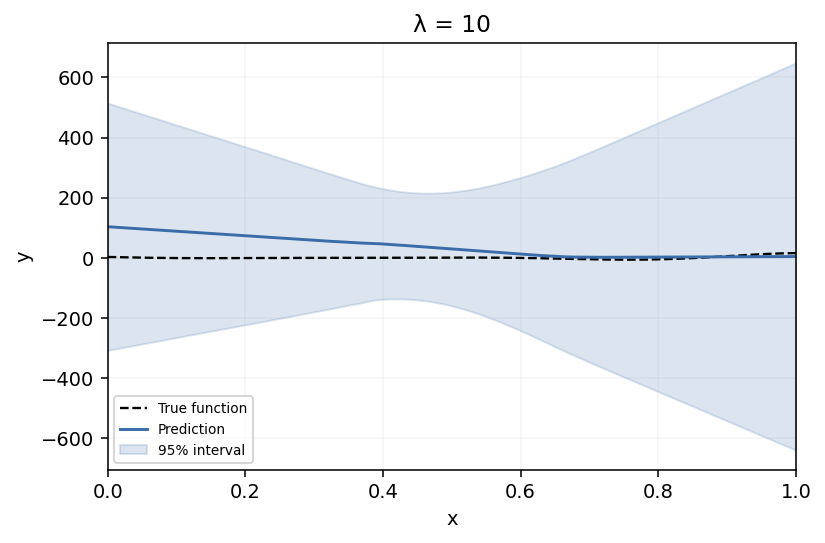 λ = 10
y
600
400
200
0
−200
−400
−600
True function
Prediction
95% interval
0.0 0.2 0.4 0.6 0.8 1.0
x